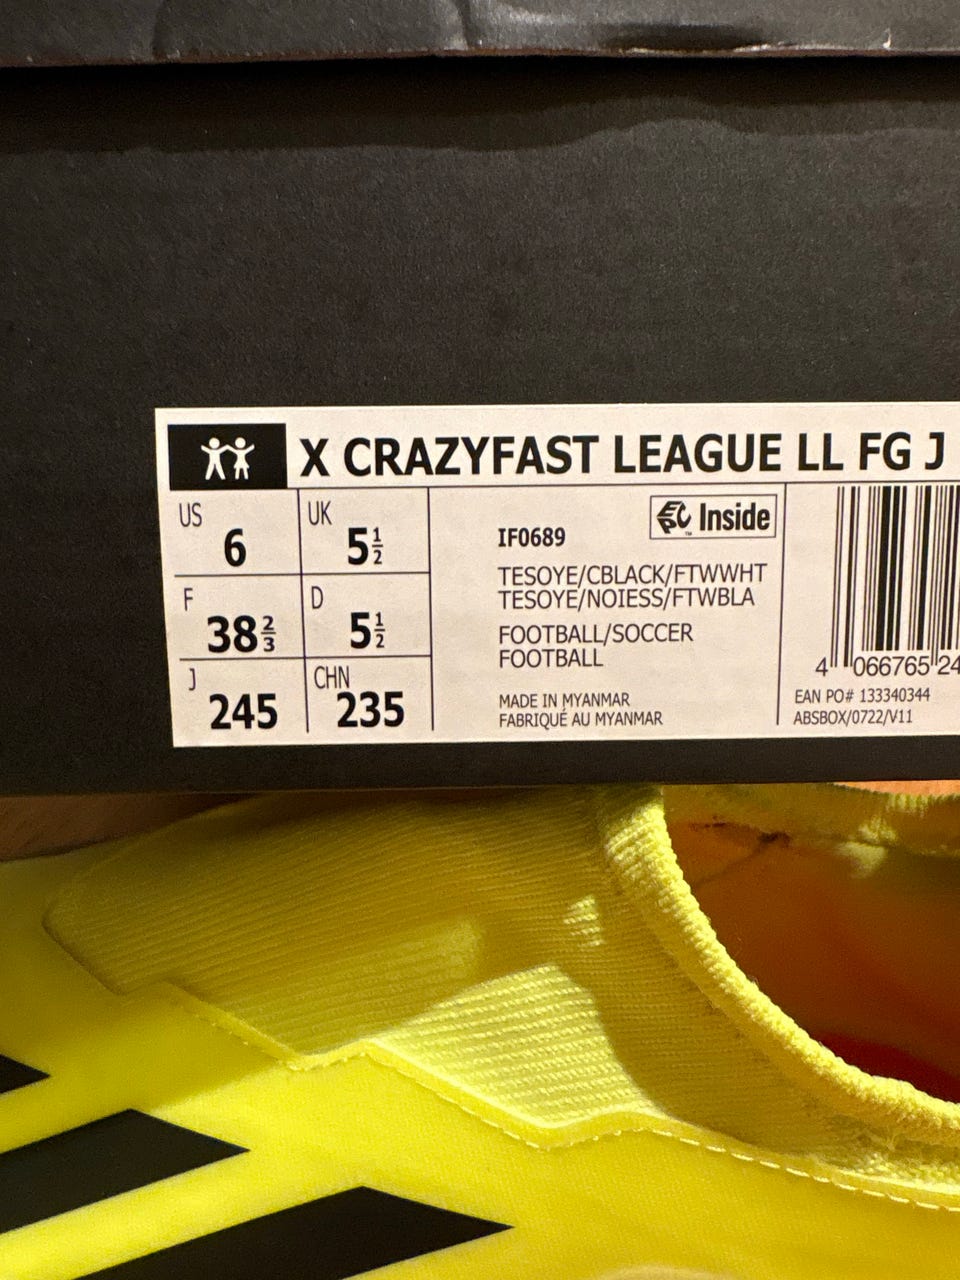 X CRAZYFAST LEAGUE LL FG J
US 6
UK 5½
F 38⅔
D 5½
J 245
CHN 235
IF0689
Inside
™
TESOYE/CBLACK/FTWWHT
TESOYE/NOIESS/FTWBLA
FOOTBALL/SOCCER
FOOTBALL
MADE IN MYANMAR
FABRIQUÉ AU MYANMAR
4 066765 24
EAN PO# 133340344
ABSBOX/0722/V11